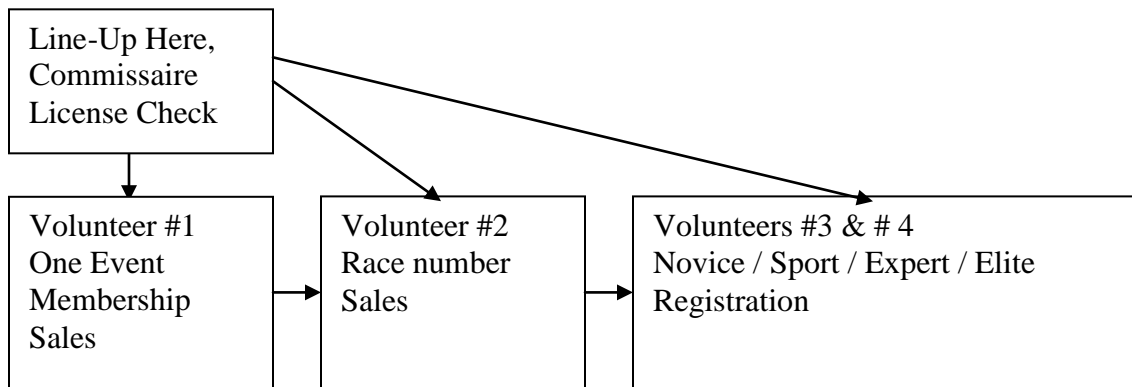 Line-Up Here,
Commissaire
License Check
Volunteer #1
One Event
Membership
Sales
Volunteer #2
Race number
Sales
Volunteers #3 & # 4
Novice / Sport / Expert / Elite
Registration